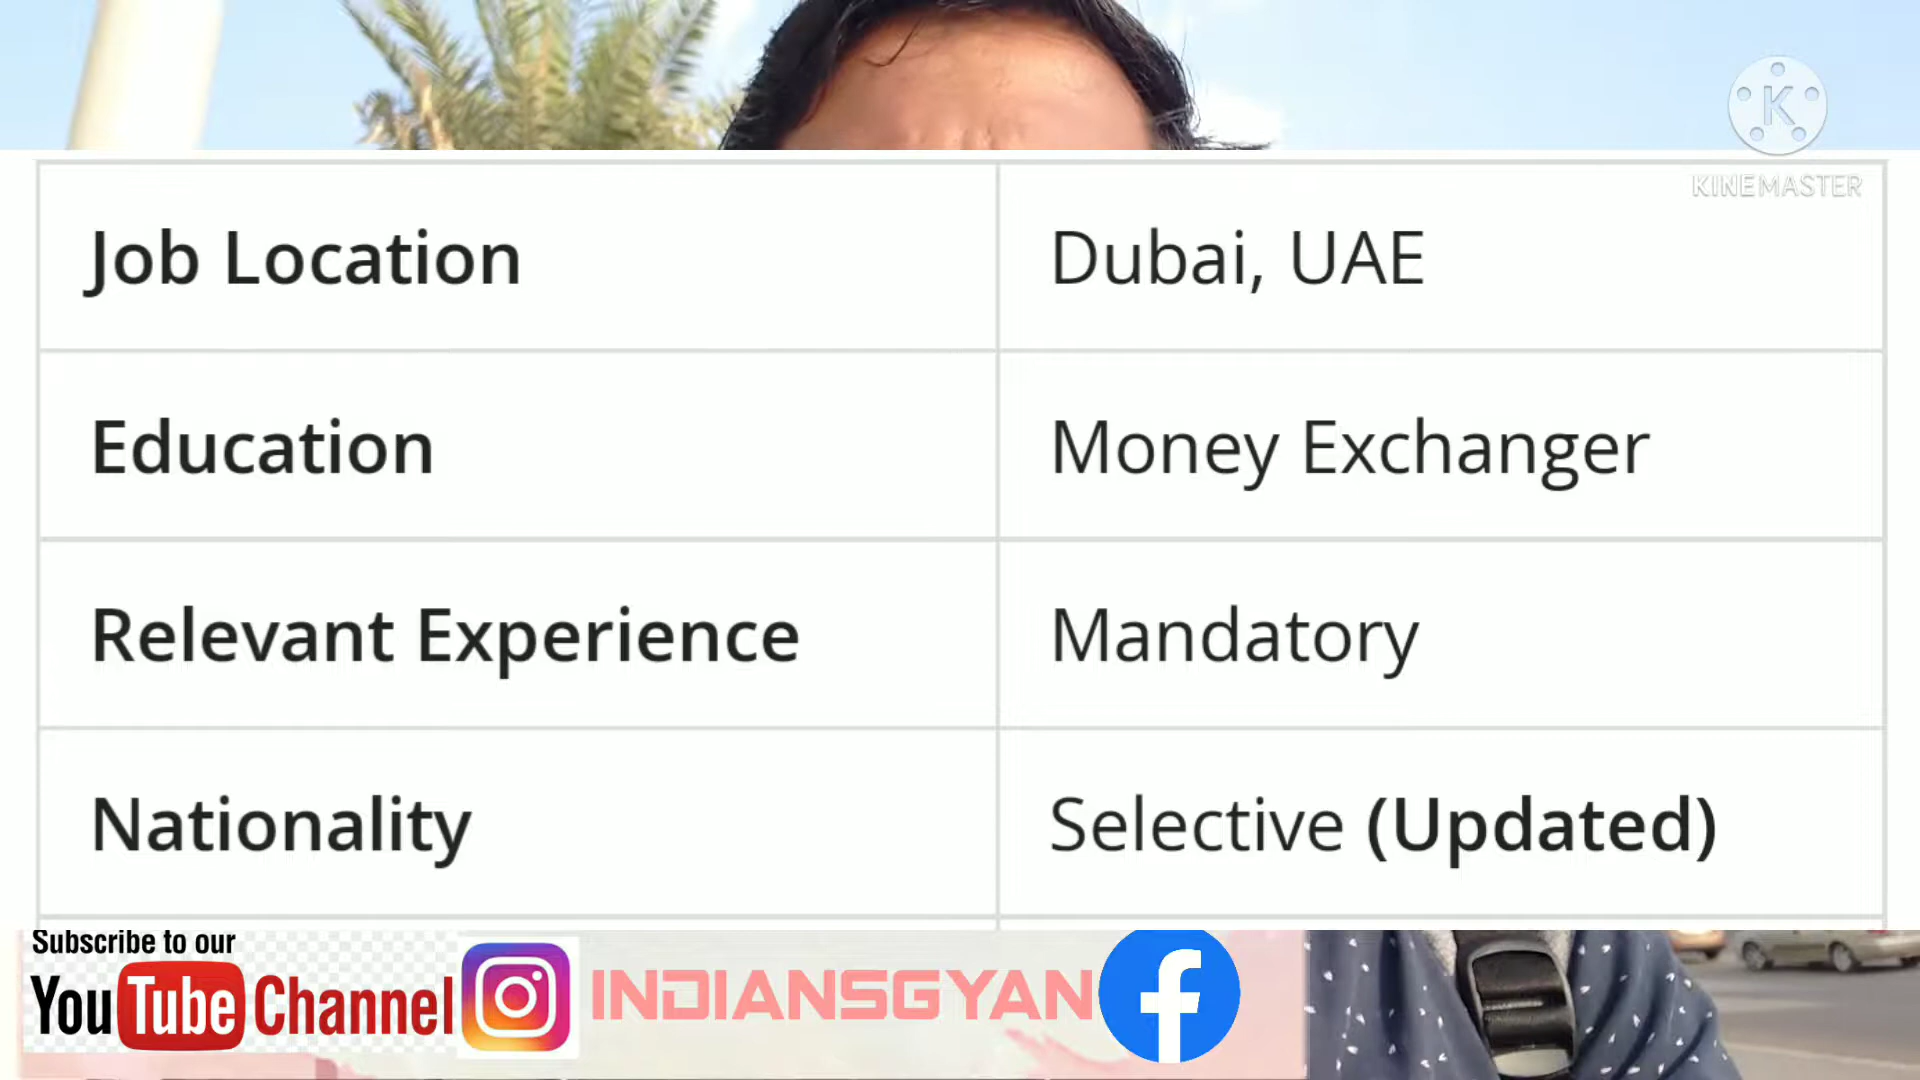 K
KINEMASTER
Job Location Dubai, UAE
Education Money Exchanger
Relevant Experience Mandatory
Nationality Selective (Updated)
Subscribe to our
YouTube Channel
INDIANSGYAN
f